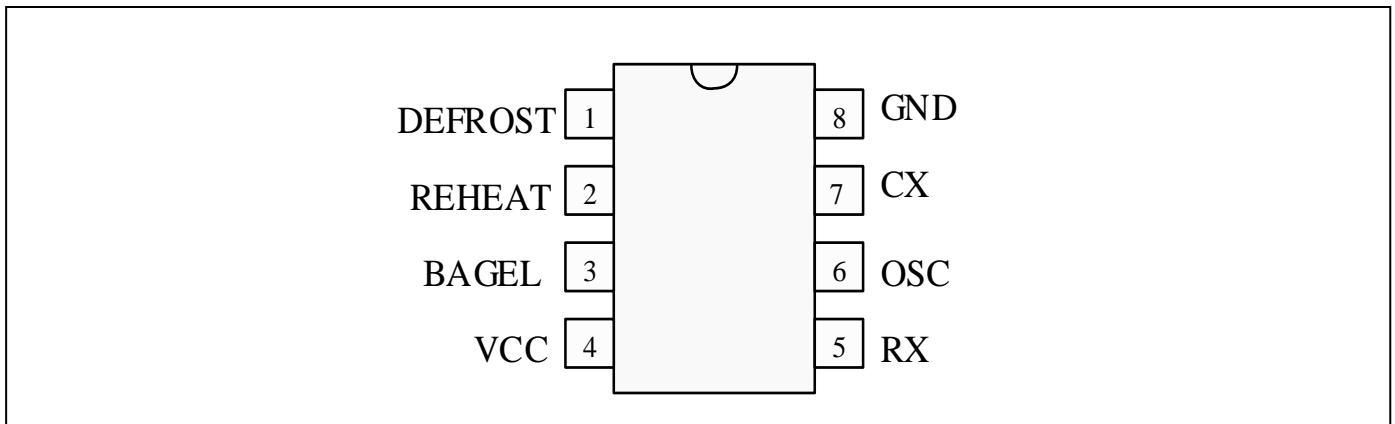 DEFROST 1 8 GND
REHEAT 2 7 CX
BAGEL 3 6 OSC
VCC 4 5 RX